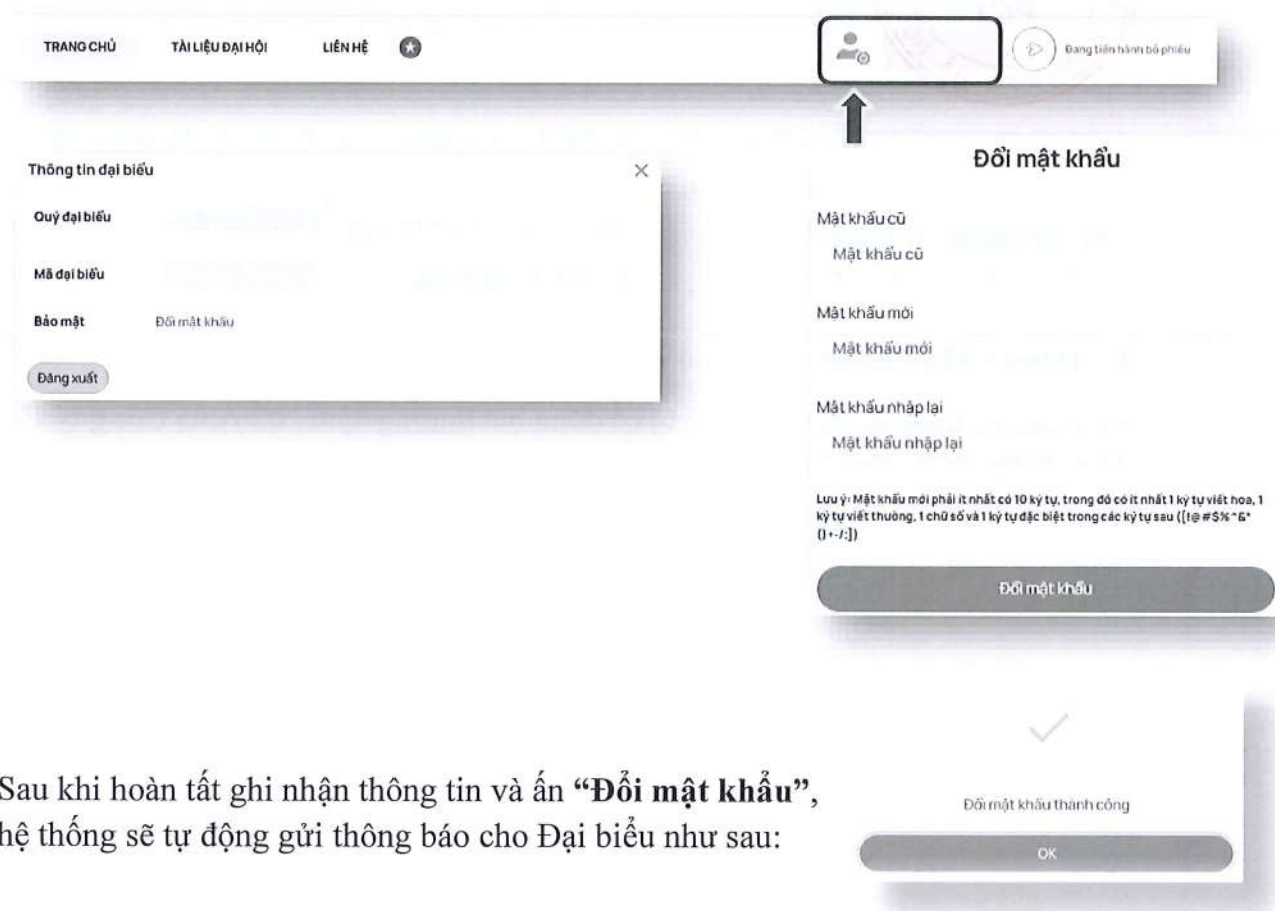 TRANG CHỦ TÀI LIỆU ĐẠI HỘI LIÊN HỆ Đang tiến hành bỏ phiếu
Thông tin đại biểu
Quý đại biểu
Mã đại biểu
Bảo mật Đổi mật khẩu
Đăng xuất
Đổi mật khẩu
Mật khẩu cũ
Mật khẩu cũ
Mật khẩu mới
Mật khẩu mới
Mật khẩu nhập lại
Mật khẩu nhập lại
Lưu ý: Mật khẩu mới phải ít nhất có 10 ký tự, trong đó có ít nhất 1 ký tự viết hoa, 1
ký tự viết thường, 1 chữ số và 1 ký tự đặc biệt trong các ký tự sau ([!@#$%^&*
()+-/:])
Đổi mật khẩu
Sau khi hoàn tất ghi nhận thông tin và ấn “Đổi mật khẩu”,
hệ thống sẽ tự động gửi thông báo cho Đại biểu như sau:
Đổi mật khẩu thành công
OK